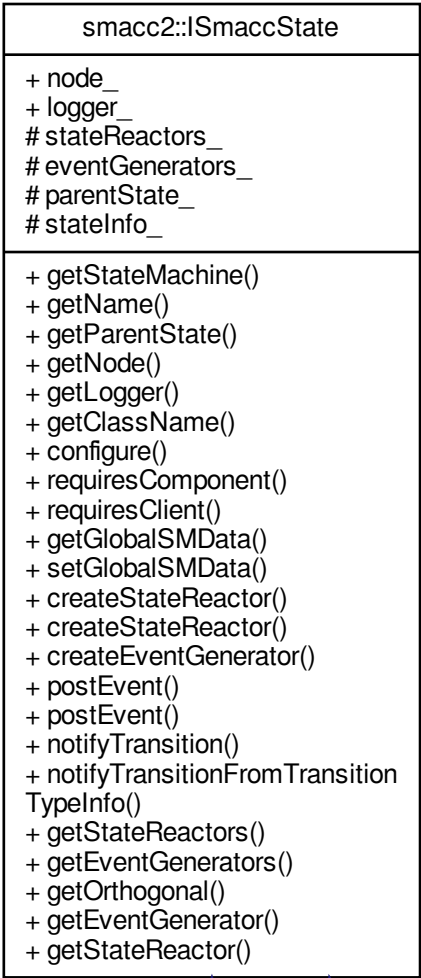 smacc2::ISmaccState
+ node_
+ logger_
# stateReactors_
# eventGenerators_
# parentState_
# stateInfo_
+ getStateMachine()
+ getName()
+ getParentState()
+ getNode()
+ getLogger()
+ getClassName()
+ configure()
+ requiresComponent()
+ requiresClient()
+ getGlobalSMData()
+ setGlobalSMData()
+ createStateReactor()
+ createStateReactor()
+ createEventGenerator()
+ postEvent()
+ postEvent()
+ notifyTransition()
+ notifyTransitionFromTransition
TypeInfo()
+ getStateReactors()
+ getEventGenerators()
+ getOrthogonal()
+ getEventGenerator()
+ getStateReactor()